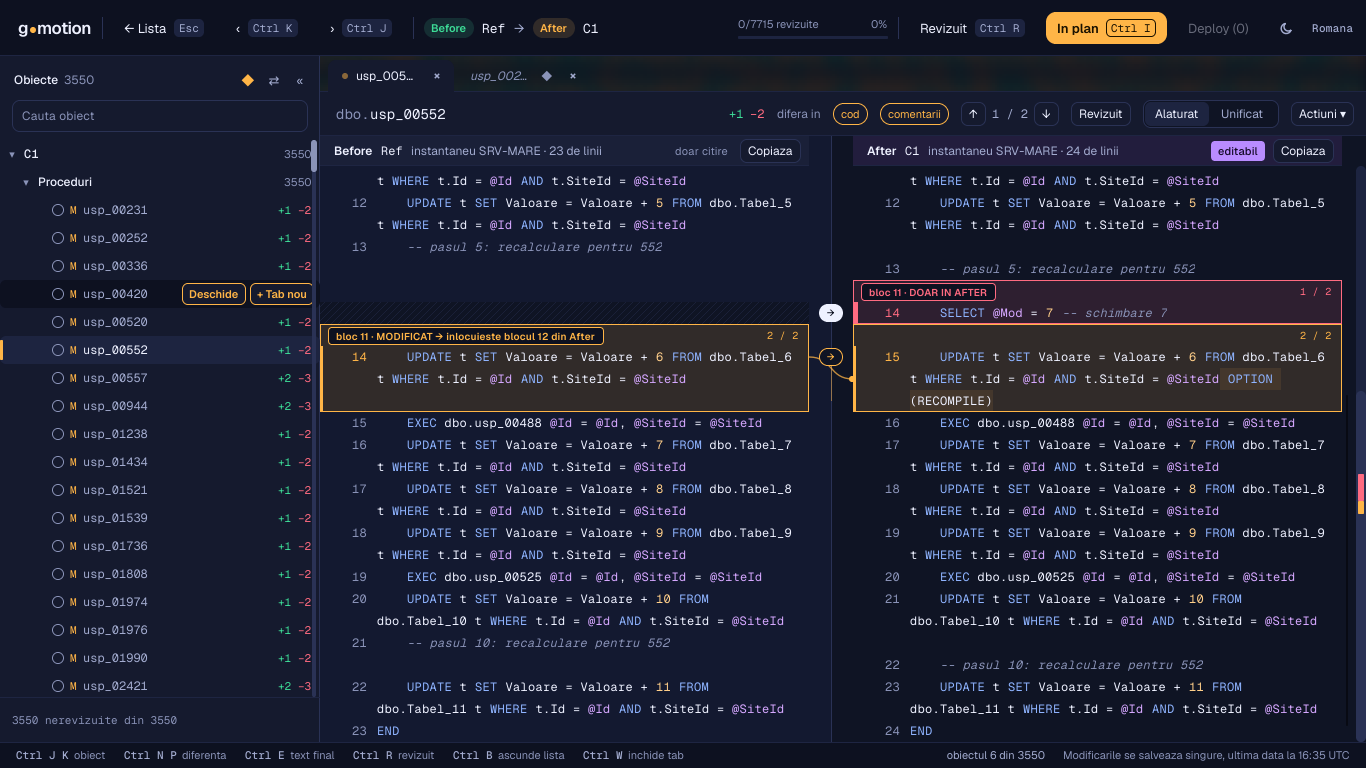 g•motion
← Lista Esc ‹ Ctrl K › Ctrl J Before Ref → After C1 0/7715 revizuite 0% Revizuit Ctrl R In plan Ctrl I Deploy (0) Romana
Obiecte 3550 ⇄ «
Cauta obiect
▾ C1 3550
▾ Proceduri 3550
M usp_00231 +1 −2
M usp_00252 +1 −2
M usp_00336 +1 −2
M usp_00420 Deschide + Tab nou
M usp_00520 +1 −2
M usp_00552 +1 −2
M usp_00557 +2 −3
M usp_00944 +2 −3
M usp_01238 +1 −2
M usp_01434 +1 −2
M usp_01521 +1 −2
M usp_01539 +1 −2
M usp_01736 +1 −2
M usp_01808 +1 −2
M usp_01974 +1 −2
M usp_01976 +1 −2
M usp_01990 +1 −2
M usp_02421 +2 −3
3550 nerevizuite din 3550
usp_005… × usp_002… ◆ ×
dbo.usp_00552 +1 −2 difera in cod comentarii ↑ 1 / 2 ↓ Revizuit Alaturat Unificat Actiuni ▾
Before Ref instantaneu SRV-MARE · 23 de linii doar citire Copiaza
t WHERE t.Id = @Id AND t.SiteId = @SiteId
12 UPDATE t SET Valoare = Valoare + 5 FROM dbo.Tabel_5
t WHERE t.Id = @Id AND t.SiteId = @SiteId
13 -- pasul 5: recalculare pentru 552
bloc 11 · MODIFICAT → inlocuieste blocul 12 din After 2 / 2
14 UPDATE t SET Valoare = Valoare + 6 FROM dbo.Tabel_6
t WHERE t.Id = @Id AND t.SiteId = @SiteId
15 EXEC dbo.usp_00488 @Id = @Id, @SiteId = @SiteId
16 UPDATE t SET Valoare = Valoare + 7 FROM dbo.Tabel_7
t WHERE t.Id = @Id AND t.SiteId = @SiteId
17 UPDATE t SET Valoare = Valoare + 8 FROM dbo.Tabel_8
t WHERE t.Id = @Id AND t.SiteId = @SiteId
18 UPDATE t SET Valoare = Valoare + 9 FROM dbo.Tabel_9
t WHERE t.Id = @Id AND t.SiteId = @SiteId
19 EXEC dbo.usp_00525 @Id = @Id, @SiteId = @SiteId
20 UPDATE t SET Valoare = Valoare + 10 FROM
dbo.Tabel_10 t WHERE t.Id = @Id AND t.SiteId = @SiteId
21 -- pasul 10: recalculare pentru 552
22 UPDATE t SET Valoare = Valoare + 11 FROM
dbo.Tabel_11 t WHERE t.Id = @Id AND t.SiteId = @SiteId
23 END
→
→
After C1 instantaneu SRV-MARE · 24 de linii editabil Copiaza
t WHERE t.Id = @Id AND t.SiteId = @SiteId
12 UPDATE t SET Valoare = Valoare + 5 FROM dbo.Tabel_5
t WHERE t.Id = @Id AND t.SiteId = @SiteId
13 -- pasul 5: recalculare pentru 552
bloc 11 · DOAR IN AFTER 1 / 2
14 SELECT @Mod = 7 -- schimbare 7
2 / 2
15 UPDATE t SET Valoare = Valoare + 6 FROM dbo.Tabel_6
t WHERE t.Id = @Id AND t.SiteId = @SiteId OPTION
(RECOMPILE)
16 EXEC dbo.usp_00488 @Id = @Id, @SiteId = @SiteId
17 UPDATE t SET Valoare = Valoare + 7 FROM dbo.Tabel_7
t WHERE t.Id = @Id AND t.SiteId = @SiteId
18 UPDATE t SET Valoare = Valoare + 8 FROM dbo.Tabel_8
t WHERE t.Id = @Id AND t.SiteId = @SiteId
19 UPDATE t SET Valoare = Valoare + 9 FROM dbo.Tabel_9
t WHERE t.Id = @Id AND t.SiteId = @SiteId
20 EXEC dbo.usp_00525 @Id = @Id, @SiteId = @SiteId
21 UPDATE t SET Valoare = Valoare + 10 FROM
dbo.Tabel_10 t WHERE t.Id = @Id AND t.SiteId = @SiteId
22 -- pasul 10: recalculare pentru 552
23 UPDATE t SET Valoare = Valoare + 11 FROM
dbo.Tabel_11 t WHERE t.Id = @Id AND t.SiteId = @SiteId
24 END
Ctrl J K obiect Ctrl N P diferenta Ctrl E text final Ctrl R revizuit Ctrl B ascunde lista Ctrl W inchide tab obiectul 6 din 3550 Modificarile se salveaza singure, ultima data la 16:35 UTC